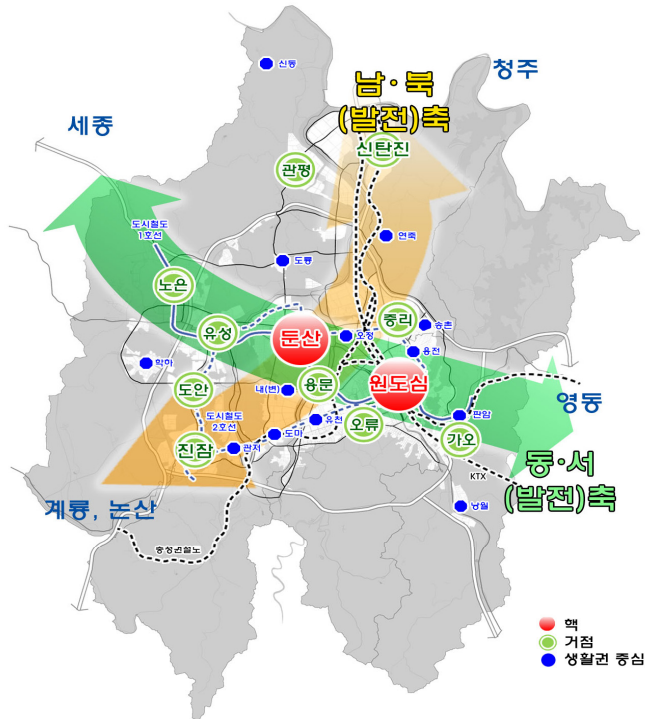 신동
청주
남·북
(발전)축
세종
신탄진
관평
도시철도
1호선
연축
도룡
노은
중리
송촌
유성
둔산
오정
용전
학하
원도심
도안
내(변)
용문
영동
도시철도
2호선
유천
오류
판암
도마
가오
진잠
관저
동·서
(발전)축
KTX
계룡, 논산
낭월
충청권철도
핵
거점
생활권 중심